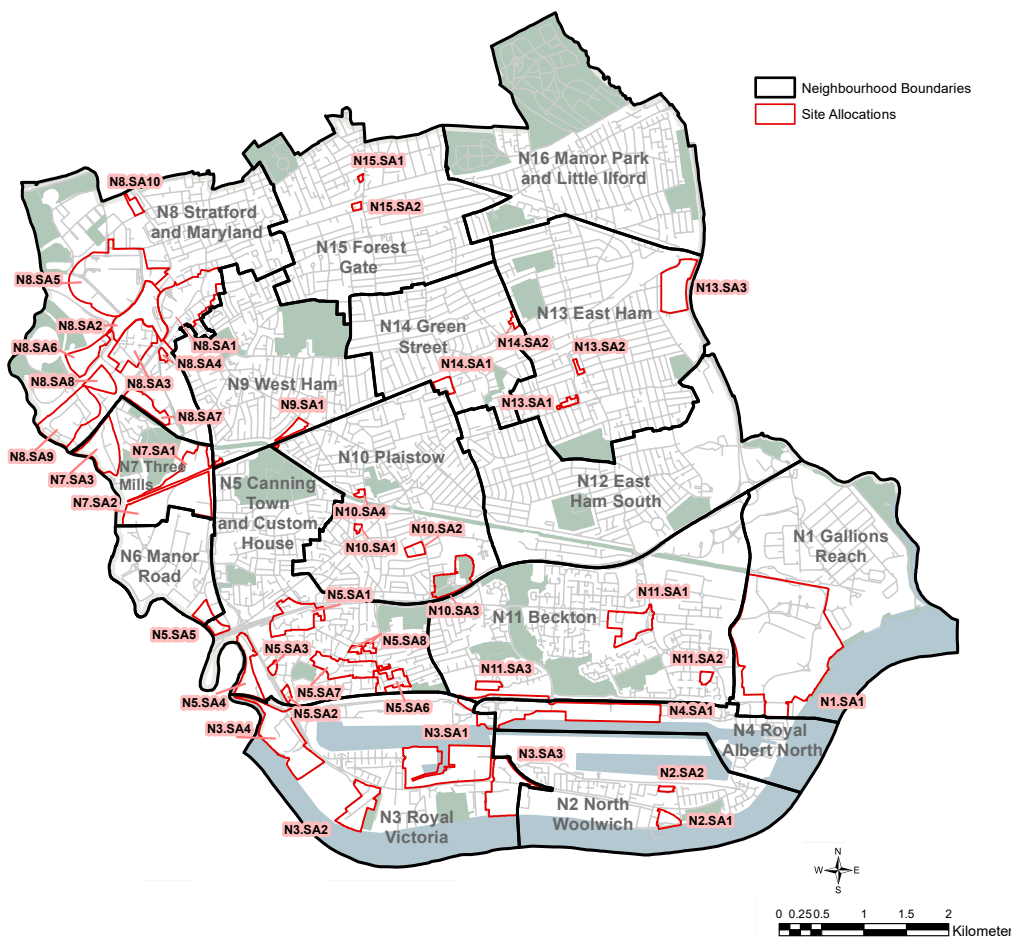 Neighbourhood Boundaries
Site Allocations
N16 Manor Park
and Little Ilford
N15.SA1
N8.SA10
N15.SA2
N8 Stratford
and Maryland
N15 Forest
Gate
N8.SA5
N13.SA3
N8.SA2
N14 Green
Street
N13 East Ham
N8.SA6
N8.SA1
N14.SA2
N13.SA2
N8.SA4
N14.SA1
N8.SA8
N8.SA3
N9 West Ham
N13.SA1
N9.SA1
N8.SA7
N8.SA9
N7.SA1
N10 Plaistow
N7 Three
Mills
N7.SA3
N5 Canning
Town
and Custom
House
N12 East
Ham South
N7.SA2
N10.SA4
N10.SA2
N1 Gallions
Reach
N10.SA1
N6 Manor
Road
N5.SA1
N10.SA3
N11 Beckton
N11.SA1
N5.SA5
N5.SA8
N5.SA3
N11.SA3
N11.SA2
N5.SA7
N5.SA4
N5.SA2
N5.SA6
N4.SA1
N1.SA1
N3.SA4
N3.SA1
N4 Royal
Albert North
N3.SA3
N2.SA2
N2 North
Woolwich
N2.SA1
N3 Royal
Victoria
N3.SA2
N
W E
S
0 0.25 0.5 1 1.5 2
Kilometer